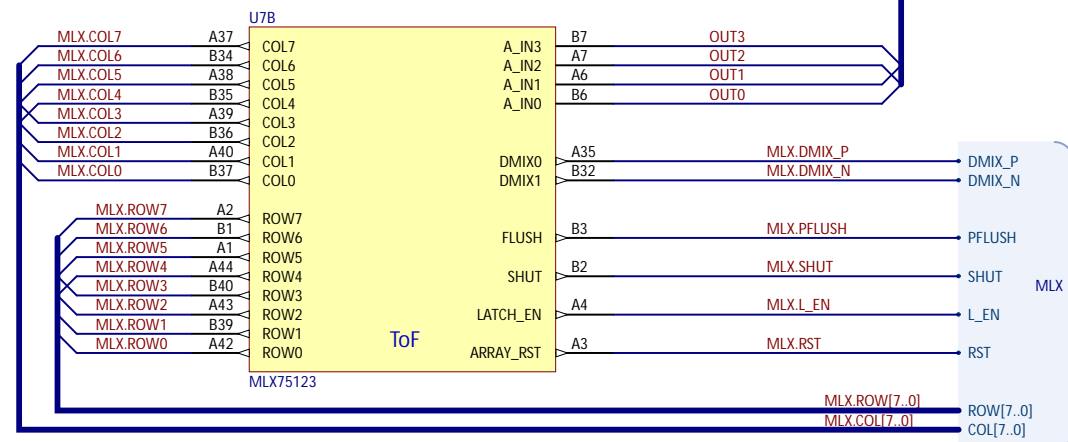 U7B
MLX.COL7 A37 COL7 A_IN3 B7 OUT3
MLX.COL6 B34 COL6 A_IN2 A7 OUT2
MLX.COL5 A38 COL5 A_IN1 A6 OUT1
MLX.COL4 B35 COL4 A_IN0 B6 OUT0
MLX.COL3 A39 COL3
MLX.COL2 B36 COL2
MLX.COL1 A40 COL1 DMIX0 A35 MLX.DMIX_P DMIX_P
MLX.COL0 B37 COL0 DMIX1 B32 MLX.DMIX_N DMIX_N
MLX.ROW7 A2 ROW7
MLX.ROW6 B1 ROW6 FLUSH B3 MLX.PFLUSH PFLUSH
MLX.ROW5 A1 ROW5
MLX.ROW4 A44 ROW4 SHUT B2 MLX.SHUT SHUT
MLX
MLX.ROW3 B40 ROW3
MLX.ROW2 A43 ROW2 LATCH_EN A4 MLX.L_EN L_EN
MLX.ROW1 B39 ROW1
ToF
MLX.ROW0 A42 ROW0 ARRAY_RST A3 MLX.RST RST
MLX75123
MLX.ROW[7..0] ROW[7..0]
MLX.COL[7..0] COL[7..0]